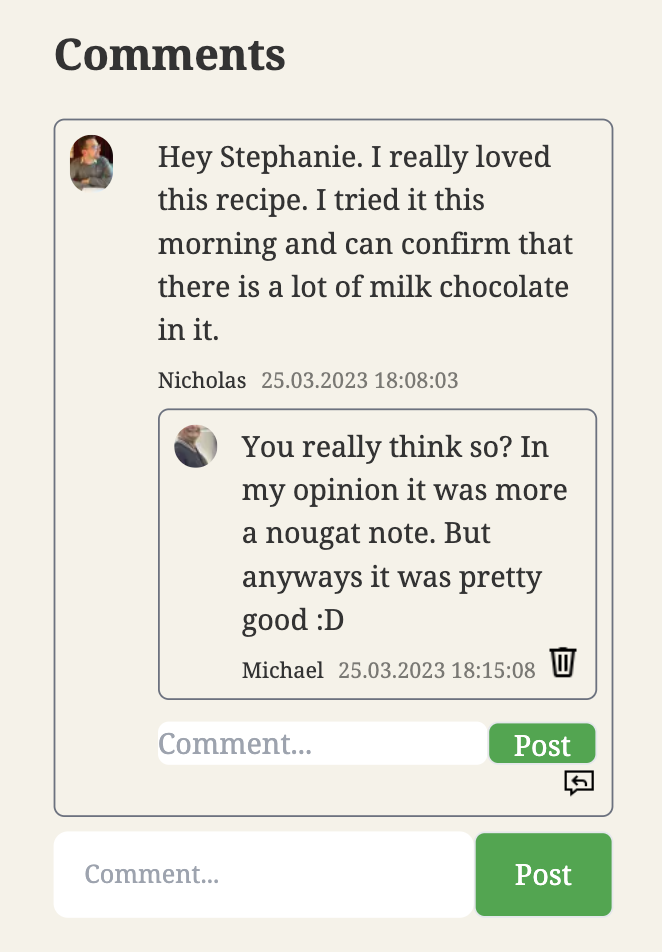 Comments
Hey Stephanie. I really loved
this recipe. I tried it this
morning and can confirm that
there is a lot of milk chocolate
in it.
Nicholas 25.03.2023 18:08:03
You really think so? In
my opinion it was more
a nougat note. But
anyways it was pretty
good :D
Michael 25.03.2023 18:15:08
Comment... Post
Comment... Post